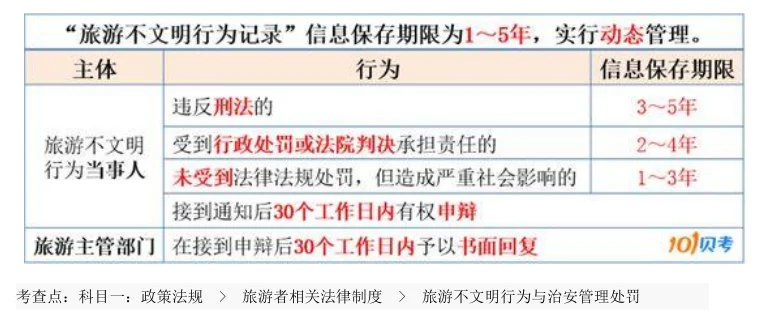 “旅游不文明行为记录”信息保存期限为1～5年，实行动态管理。
主体 行为 信息保存期限
旅游不文明行为当事人 违反刑法的 3～5年
受到行政处罚或法院判决承担责任的 2～4年
未受到法律法规处罚，但造成严重社会影响的 1～3年
接到通知后30个工作日内有权申辩
旅游主管部门 在接到申辩后30个工作日内予以书面回复 101贝考
考查点：科目一：政策法规 > 旅游者相关法律制度 > 旅游不文明行为与治安管理处罚